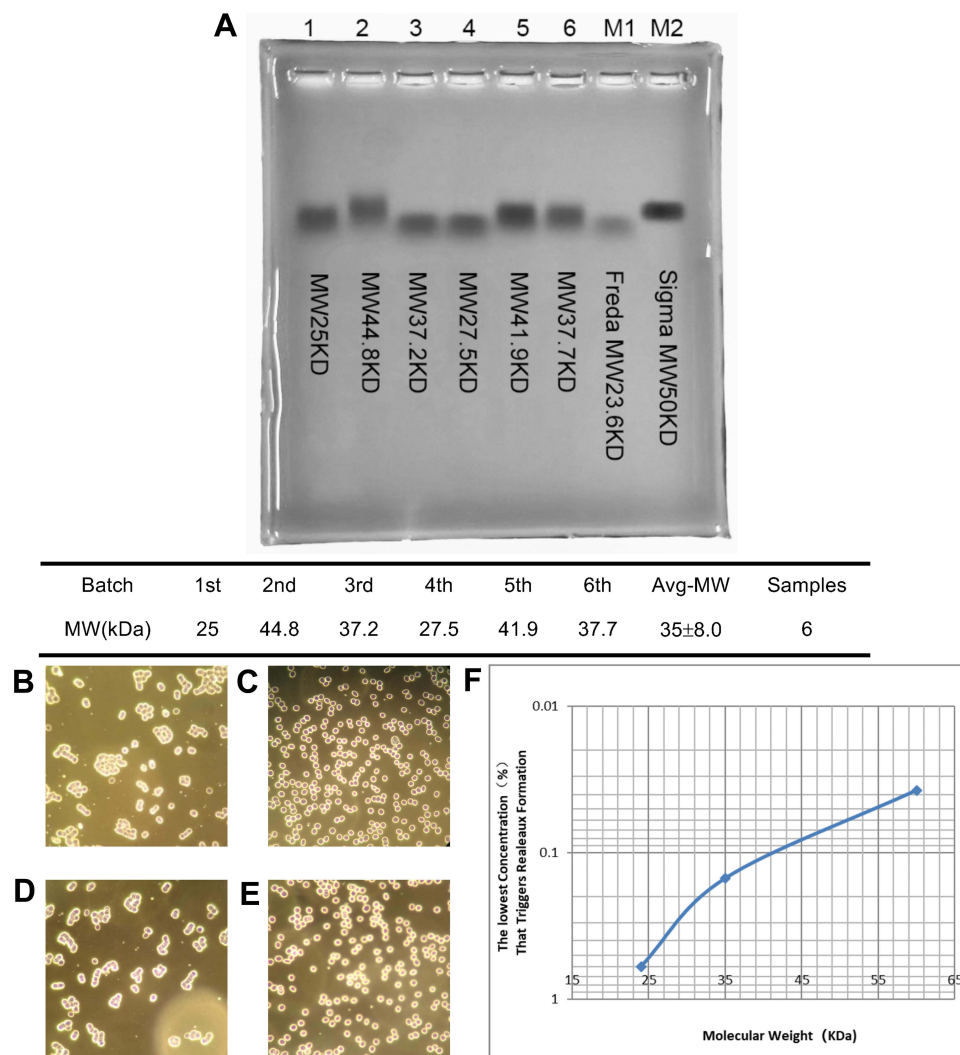 A
1 2 3 4 5 6 M1 M2
MW25KD
MW44.8KD
MW37.2KD
MW27.5KD
MW41.9KD
MW37.7KD
Freda MW23.6KD
Sigma MW50KD
Batch 1st 2nd 3rd 4th 5th 6th Avg-MW Samples
MW(kDa) 25 44.8 37.2 27.5 41.9 37.7 35±8.0 6
B
C
D
E
F
The lowest Concentration (%)
That Triggers Realeaux Formation
0.01
0.1
1
15 25 35 45 55 65
Molecular Weight (KDa)